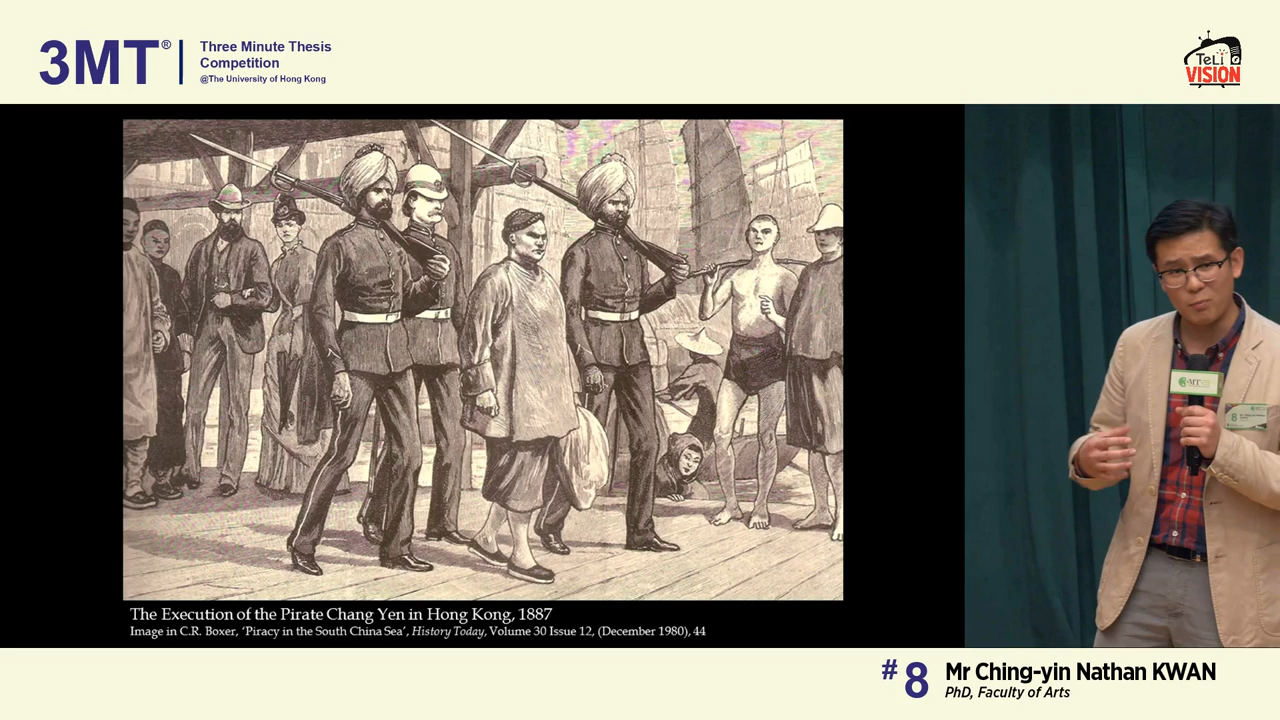 3MT®
Three Minute Thesis
Competition
@The University of Hong Kong
TeLi
VISION
The Execution of the Pirate Chang Yen in Hong Kong, 1887
Image in C.R. Boxer, ‘Piracy in the South China Sea’, History Today, Volume 30 Issue 12, (December 1980), 44
3MT
8
#8
Mr Ching-yin Nathan KWAN
PhD, Faculty of Arts